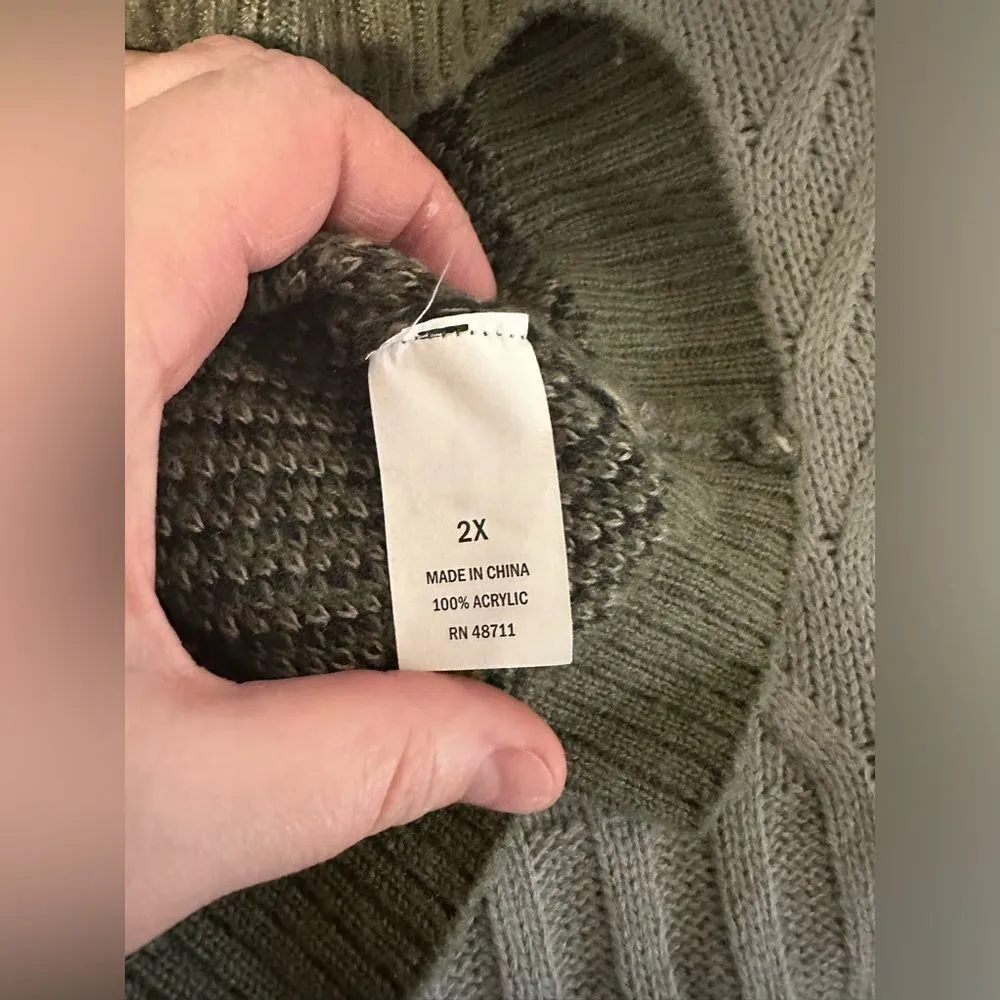 2X
MADE IN CHINA
100% ACRYLIC
RN 48711